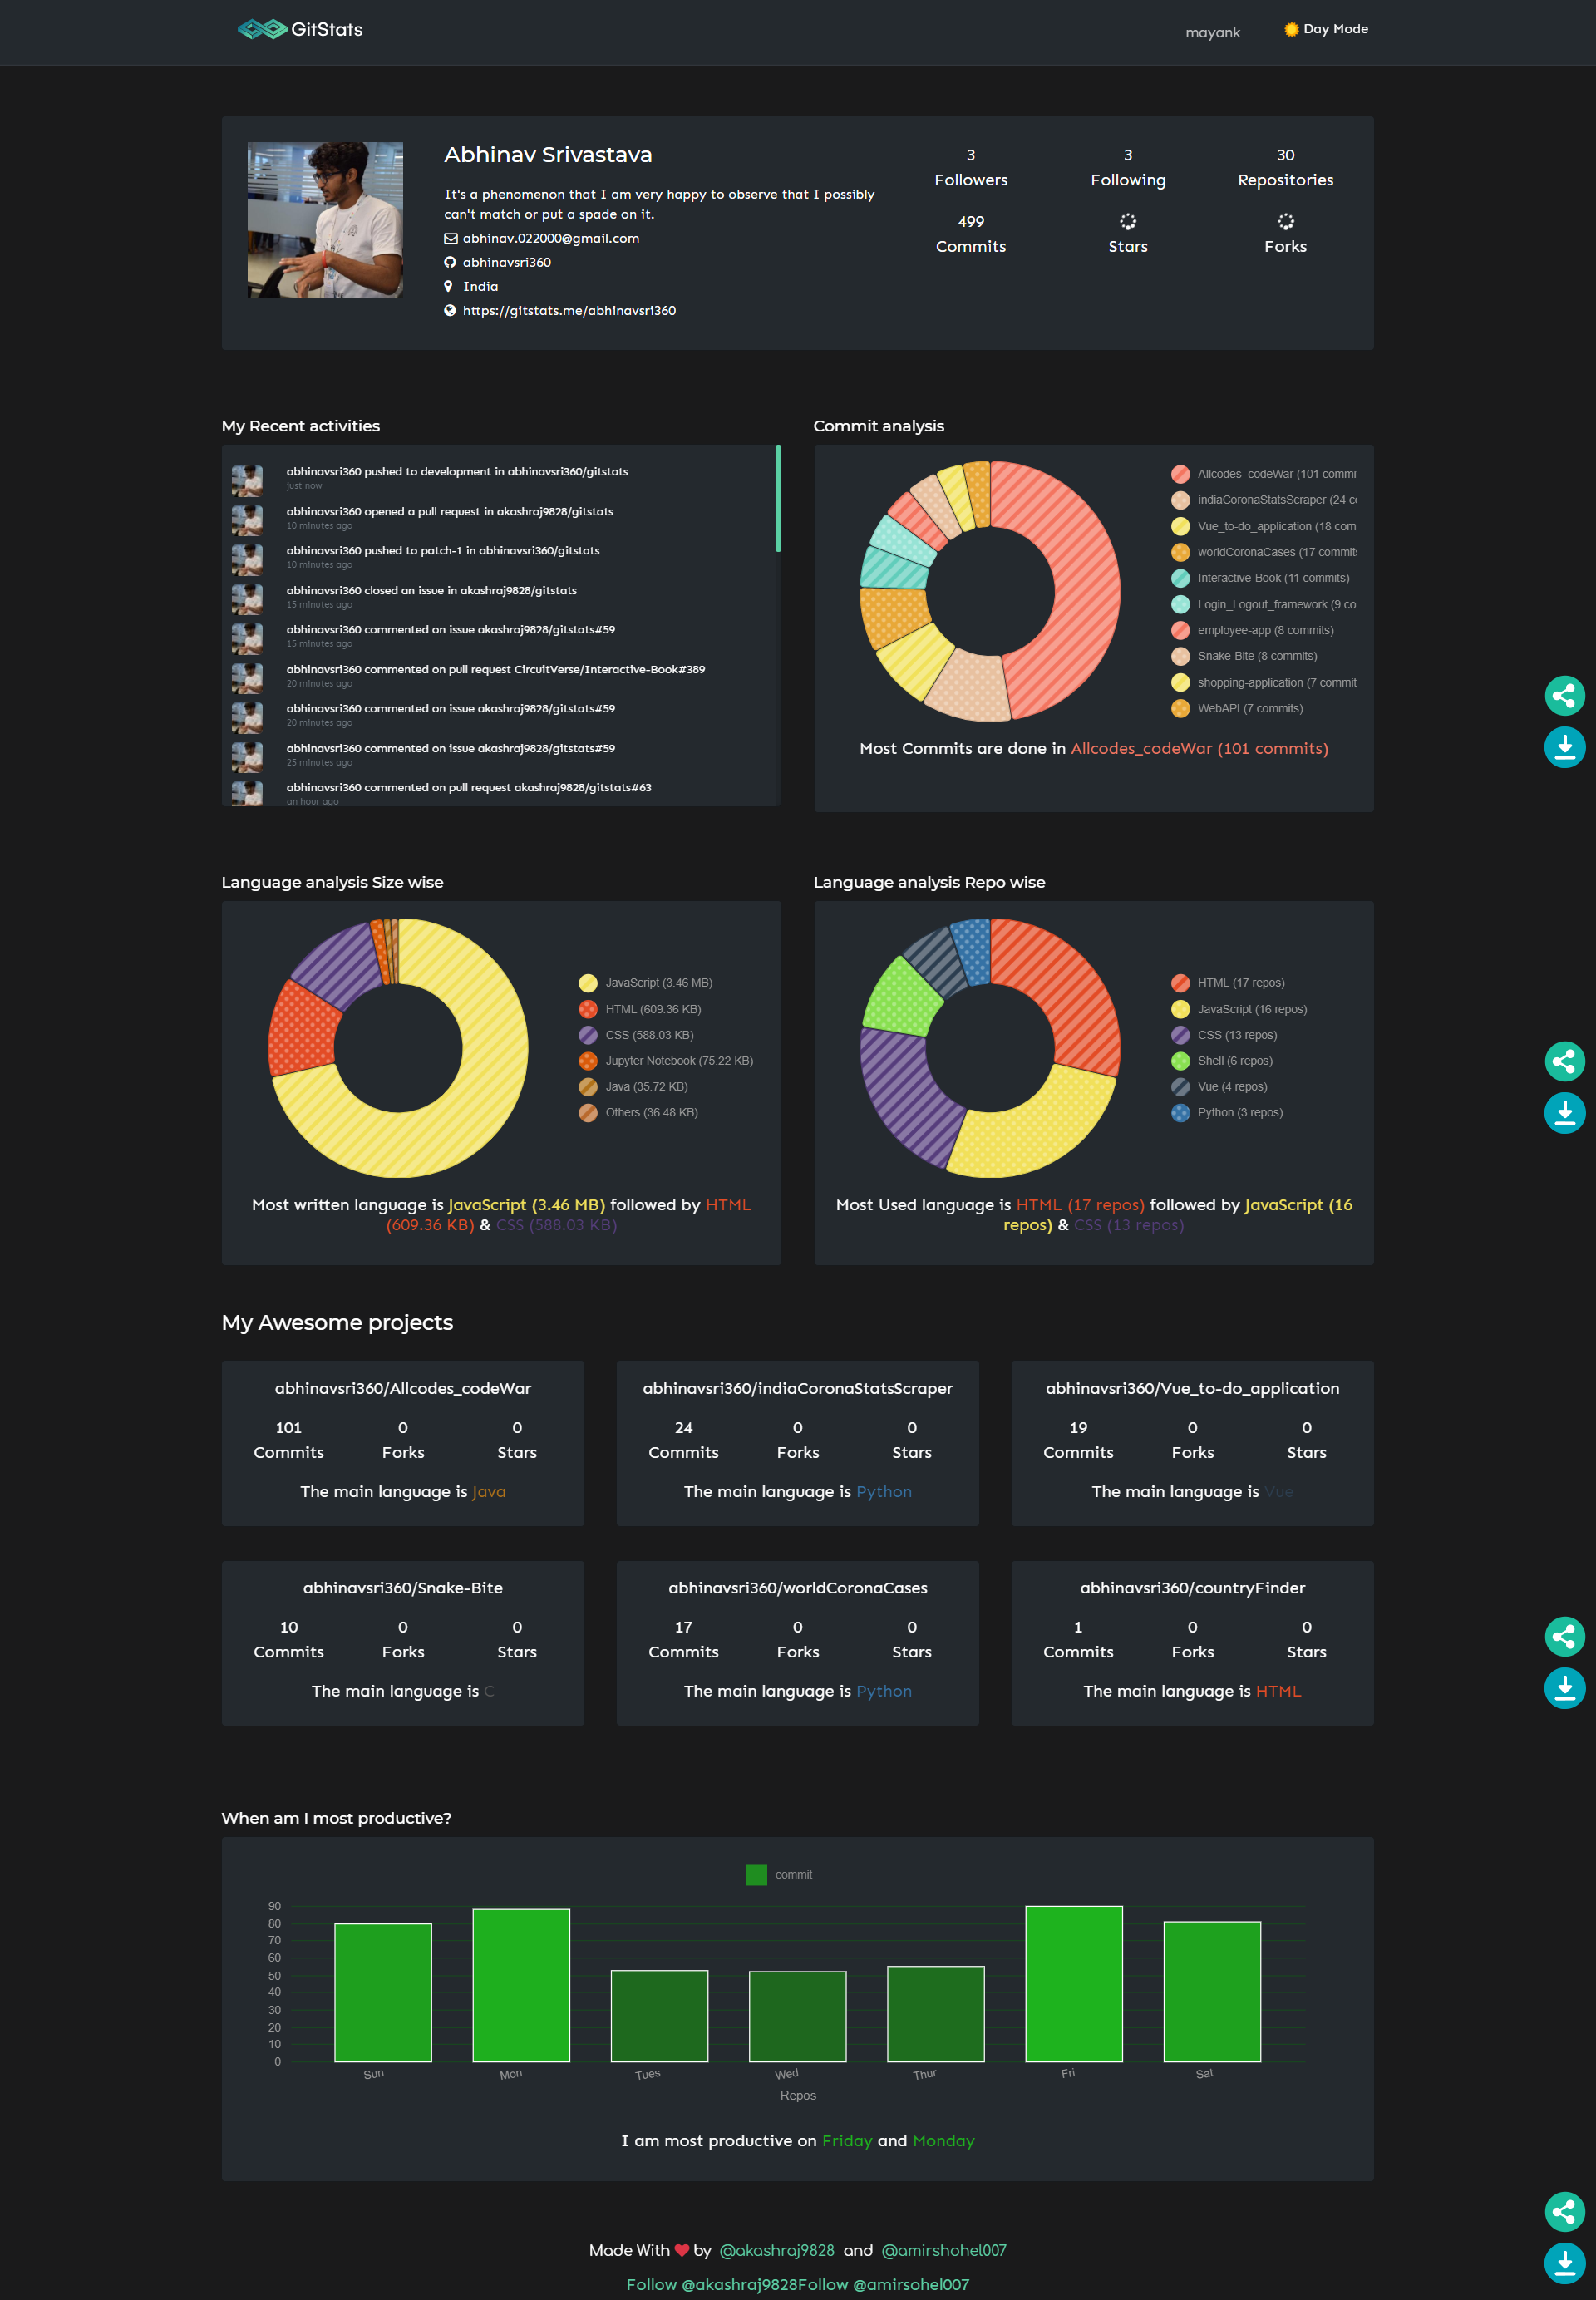 GitStats
mayank
Day Mode
Abhinav Srivastava
It's a phenomenon that I am very happy to observe that I possibly
can't match or put a spade on it.
abhinav.022000@gmail.com
abhinavsri360
India
https://gitstats.me/abhinavsri360
3
Followers
3
Following
30
Repositories
499
Commits
Stars
Forks
My Recent activities
abhinavsri360 pushed to development in abhinavsri360/gitstats
just now
abhinavsri360 opened a pull request in akashraj9828/gitstats
10 minutes ago
abhinavsri360 pushed to patch-1 in abhinavsri360/gitstats
10 minutes ago
abhinavsri360 closed an issue in akashraj9828/gitstats
15 minutes ago
abhinavsri360 commented on issue akashraj9828/gitstats#59
15 minutes ago
abhinavsri360 commented on pull request CircuitVerse/Interactive-Book#389
20 minutes ago
abhinavsri360 commented on issue akashraj9828/gitstats#59
20 minutes ago
abhinavsri360 commented on issue akashraj9828/gitstats#59
25 minutes ago
abhinavsri360 commented on pull request akashraj9828/gitstats#63
an hour ago
Commit analysis
Allcodes_codeWar (101 commit
indiaCoronaStatsScraper (24 co
Vue_to-do_application (18 com
worldCoronaCases (17 commits
Interactive-Book (11 commits)
Login_Logout_framework (9 co
employee-app (8 commits)
Snake-Bite (8 commits)
shopping-application (7 commit
WebAPI (7 commits)
Most Commits are done in Allcodes_codeWar (101 commits)
Language analysis Size wise
JavaScript (3.46 MB)
HTML (609.36 KB)
CSS (588.03 KB)
Jupyter Notebook (75.22 KB)
Java (35.72 KB)
Others (36.48 KB)
Most written language is JavaScript (3.46 MB) followed by HTML
(609.36 KB) & CSS (588.03 KB)
Language analysis Repo wise
HTML (17 repos)
JavaScript (16 repos)
CSS (13 repos)
Shell (6 repos)
Vue (4 repos)
Python (3 repos)
Most Used language is HTML (17 repos) followed by JavaScript (16
repos) & CSS (13 repos)
My Awesome projects
abhinavsri360/Allcodes_codeWar
101 0 0
Commits Forks Stars
The main language is Java
abhinavsri360/indiaCoronaStatsScraper
24 0 0
Commits Forks Stars
The main language is Python
abhinavsri360/Vue_to-do_application
19 0 0
Commits Forks Stars
The main language is Vue
abhinavsri360/Snake-Bite
10 0 0
Commits Forks Stars
The main language is C
abhinavsri360/worldCoronaCases
17 0 0
Commits Forks Stars
The main language is Python
abhinavsri360/countryFinder
1 0 0
Commits Forks Stars
The main language is HTML
When am I most productive?
commit
90
80
70
60
50
40
30
20
10
0
Sun Mon Tues Wed Thur Fri Sat
Repos
I am most productive on Friday and Monday
Made With by @akashraj9828 and @amirshohel007
Follow @akashraj9828Follow @amirsohel007